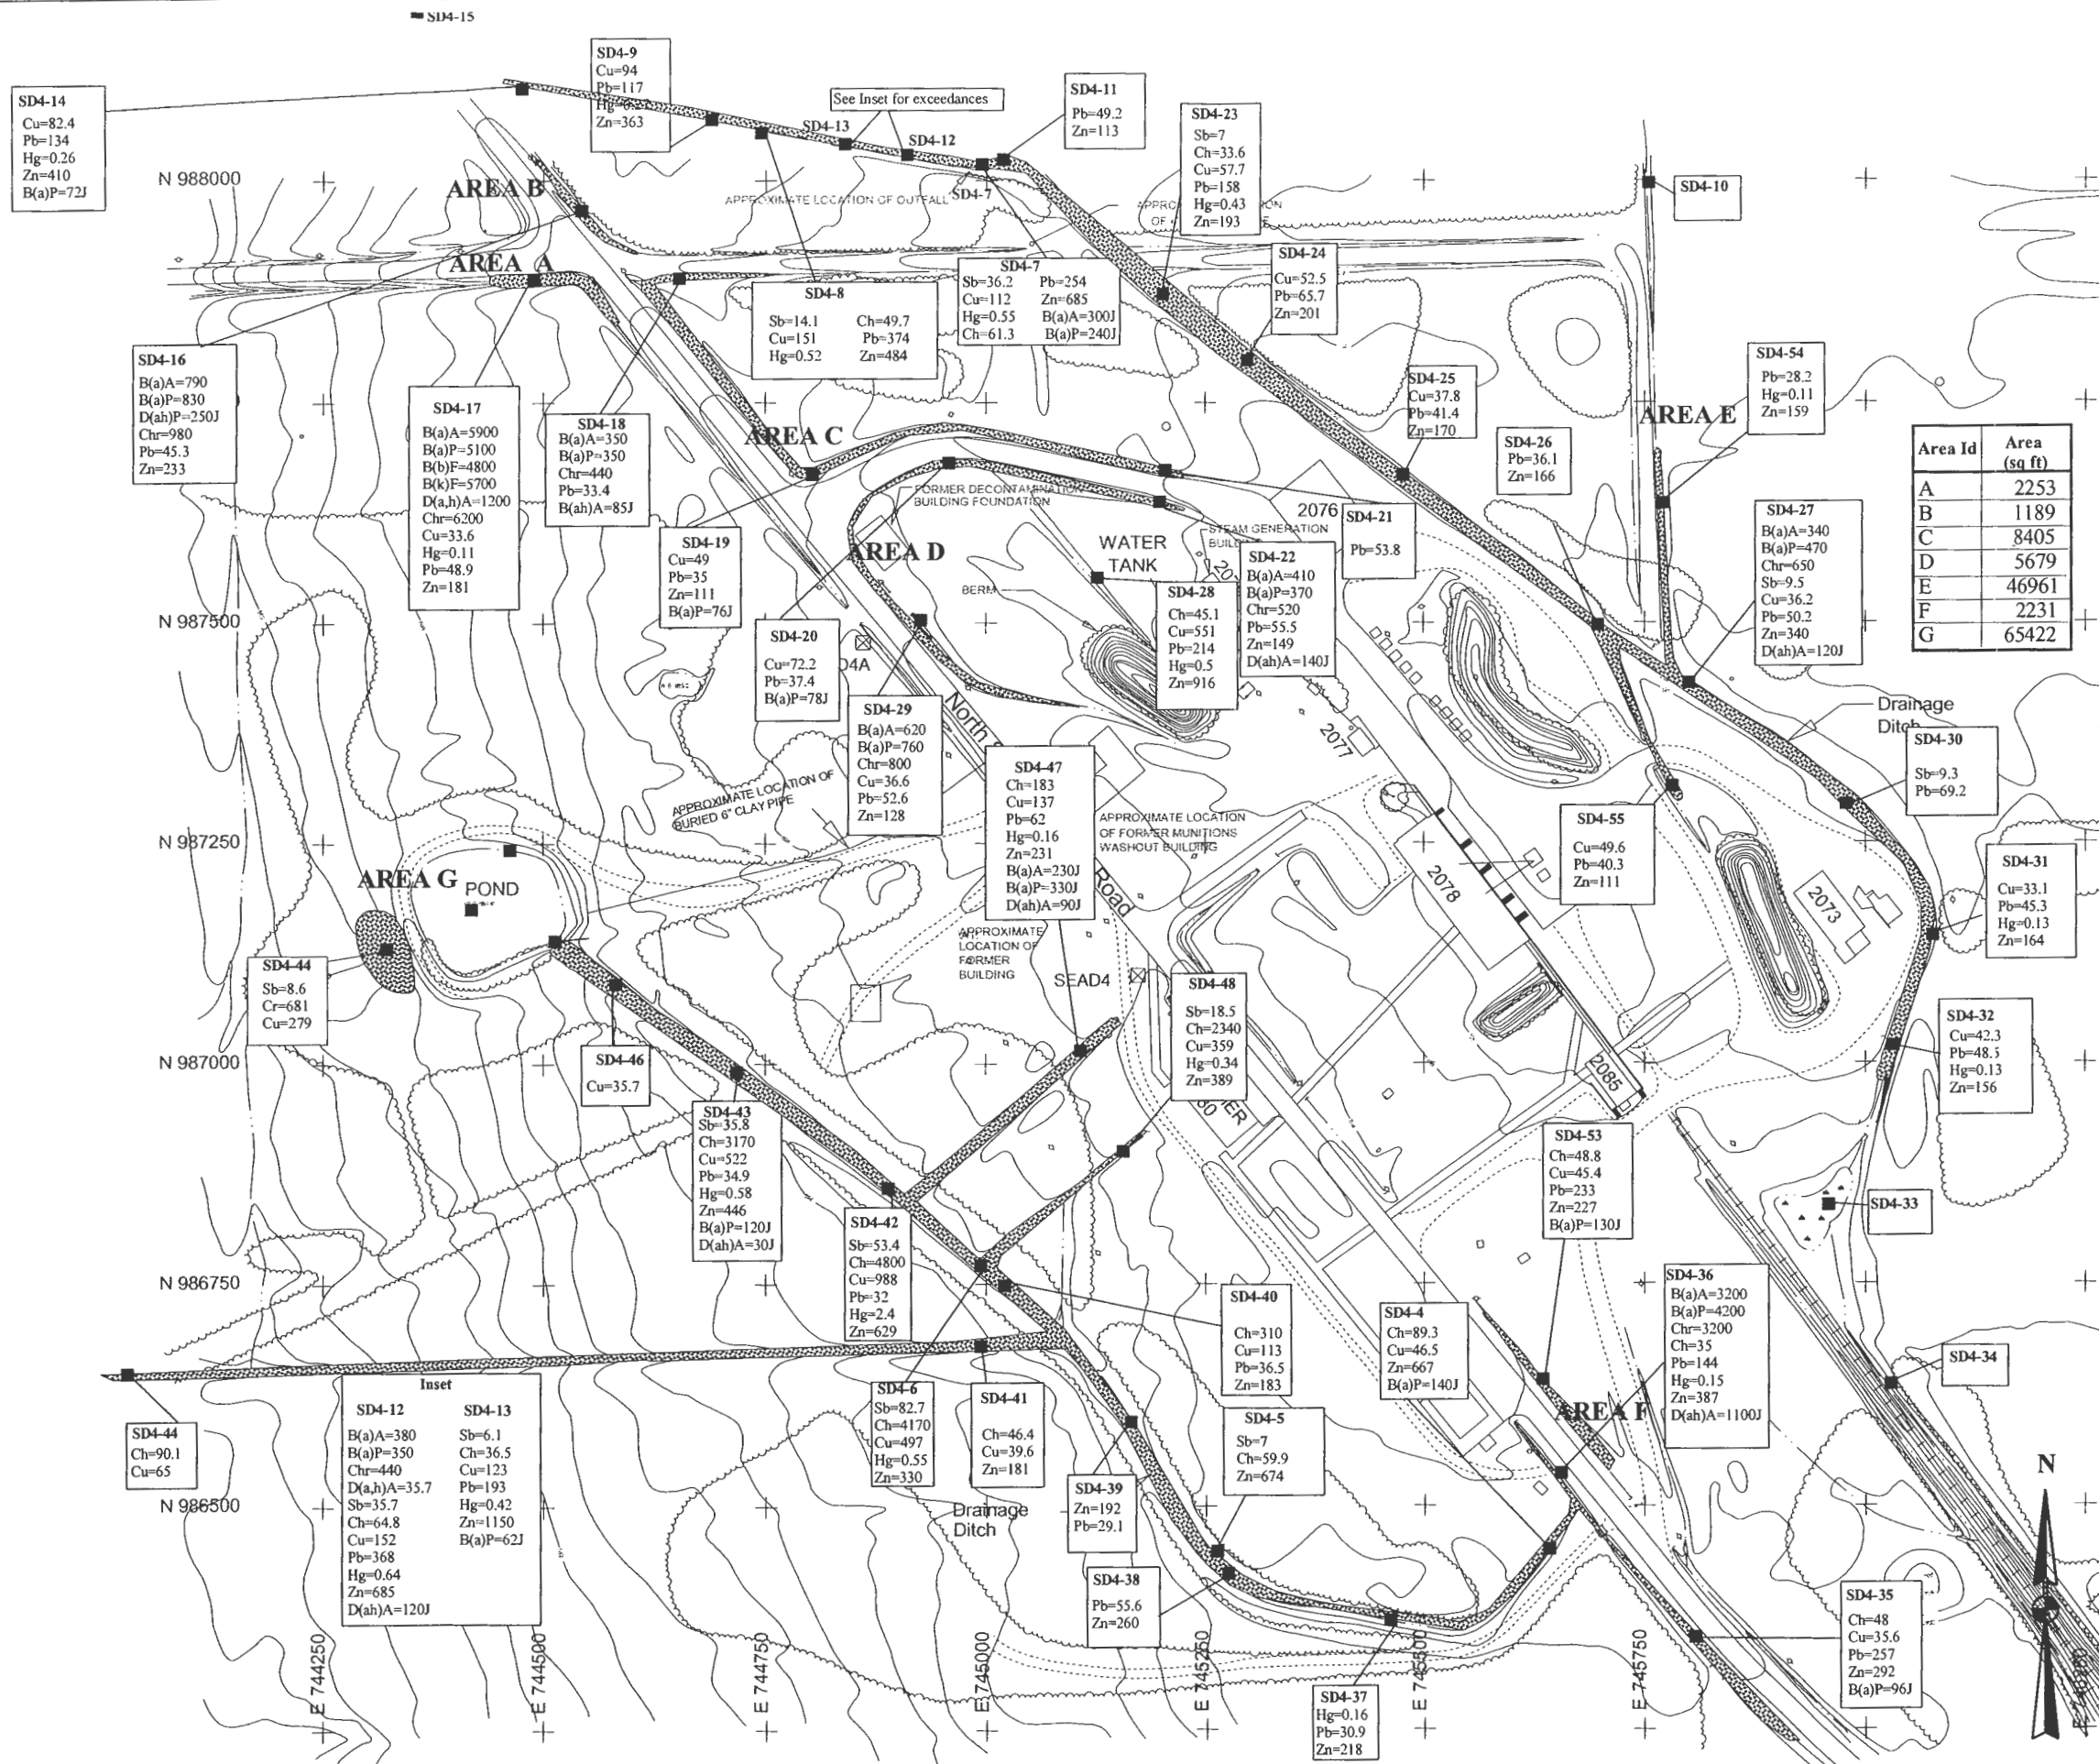 SD4-15
SD4-14
Cu=82.4
Pb=134
Hg=0.26
Zn=410
B(a)P=72J
SD4-9
Cu=94
Pb=117
Zn=363
See Inset for exceedances
SD4-13
SD4-12
SD4-7
SD4-11
Pb=49.2
Zn=113
SD4-23
Sb=7
Ch=33.6
Cu=57.7
Pb=158
Hg=0.43
Zn=193
SD4-10
N 988000
AREA B
APPROXIMATE LOCATION OF OUTFALL
AREA A
SD4-24
Cu=52.5
Pb=65.7
Zn=201
SD4-8
Sb=14.1 Ch=49.7
Cu=151 Pb=374
Hg=0.52 Zn=484
SD4-7
Sb=36.2 Pb=254
Cu=112 Zn=685
Hg=0.55 B(a)A=300J
Ch=61.3 B(a)P=240J
SD4-16
B(a)A=790
B(a)P=830
D(ah)P=250J
Chr=980
Pb=45.3
Zn=233
SD4-17
B(a)A=5900
B(a)P=5100
B(b)F=4800
B(k)F=5700
D(a,h)A=1200
Chr=6200
Cu=33.6
Hg=0.11
Pb=48.9
Zn=181
SD4-18
B(a)A=350
B(a)P=350
Chr=440
Pb=33.4
B(ah)A=85J
AREA C
SD4-25
Cu=37.8
Pb=41.4
Zn=170
SD4-26
Pb=36.1
Zn=166
SD4-54
Pb=28.2
Hg=0.11
Zn=159
AREA E
Area Id Area (sq ft)
A 2253
B 1189
C 8405
D 5679
E 46961
F 2231
G 65422
SD4-27
B(a)A=340
B(a)P=470
Chr=650
Sb=9.5
Cu=36.2
Pb=50.2
Zn=340
D(ah)A=120J
FORMER DECONTAMINATION
BUILDING FOUNDATION
SD4-19
Cu=49
Pb=35
Zn=111
B(a)P=76J
AREA D
WATER
TANK
BERM
STEAM GENERATION
2076
SD4-21
Pb=53.8
SD4-22
B(a)A=410
B(a)P=370
Chr=520
Pb=55.5
Zn=149
D(ah)A=140J
SD4-28
Ch=45.1
Cu=551
Pb=214
Hg=0.5
Zn=916
N 987500
SD4-20
Cu=72.2
Pb=37.4
B(a)P=78J
D4A
SD4-29
B(a)A=620
B(a)P=760
Chr=800
Cu=36.6
Pb=52.6
Zn=128
North
Road
2077
Drainage
Ditch
SD4-30
Sb=9.3
Pb=69.2
SD4-47
Ch=183
Cu=137
Pb=62
Hg=0.16
Zn=231
B(a)A=230J
B(a)P=330J
D(ah)A=90J
APPROXIMATE LOCATION OF
BURIED 6" CLAY PIPE
APPROXIMATE LOCATION
OF FORMER MUNITIONS
WASHOUT BUILDING
SD4-55
Cu=49.6
Pb=40.3
Zn=111
N 987250
AREA G
POND
2078
2073
SD4-31
Cu=33.1
Pb=45.3
Hg=0.13
Zn=164
APPROXIMATE
LOCATION OF
FORMER
BUILDING
SEAD4
SD4-44
Sb=8.6
Cr=681
Cu=279
SD4-48
Sb=18.5
Ch=2340
Cu=359
Hg=0.34
Zn=389
SD4-32
Cu=42.3
Pb=48.5
Hg=0.13
Zn=156
N 987000
SD4-46
Cu=35.7
2085
SD4-43
Sb=35.8
Ch=3170
Cu=522
Pb=34.9
Hg=0.58
Zn=446
B(a)P=120J
D(ah)A=30J
SD4-53
Ch=48.8
Cu=45.4
Pb=233
Zn=227
B(a)P=130J
SD4-33
SD4-42
Sb=53.4
Ch=4800
Cu=988
Pb=32
Hg=2.4
Zn=629
N 986750
SD4-40
Ch=310
Cu=113
Pb=36.5
Zn=183
SD4-4
Ch=89.3
Cu=46.5
Zn=667
B(a)P=140J
SD4-36
B(a)A=3200
B(a)P=4200
Chr=3200
Ch=35
Pb=144
Hg=0.15
Zn=387
D(ah)A=1100J
SD4-34
AREA F
SD4-44
Ch=90.1
Cu=65
Inset
SD4-12 SD4-13
B(a)A=380 Sb=6.1
B(a)P=350 Ch=36.5
Chr=440 Cu=123
D(a,h)A=35.7 Pb=193
Sb=35.7 Hg=0.42
Ch=64.8 Zn=1150
Cu=152 B(a)P=62J
Pb=368
Hg=0.64
Zn=685
D(ah)A=120J
SD4-6
Sb=82.7
Ch=4170
Cu=497
Hg=0.55
Zn=330
SD4-41
Ch=46.4
Cu=39.6
Zn=181
SD4-5
Sb=7
Ch=59.9
Zn=674
SD4-39
Zn=192
Pb=29.1
N 986500
Drainage
Ditch
N
SD4-38
Pb=55.6
Zn=260
SD4-35
Ch=48
Cu=35.6
Pb=257
Zn=292
B(a)P=96J
SD4-37
Hg=0.16
Pb=30.9
Zn=218
E 744250
E 744500
E 744750
E 745000
E 745250
E 745500
E 745750